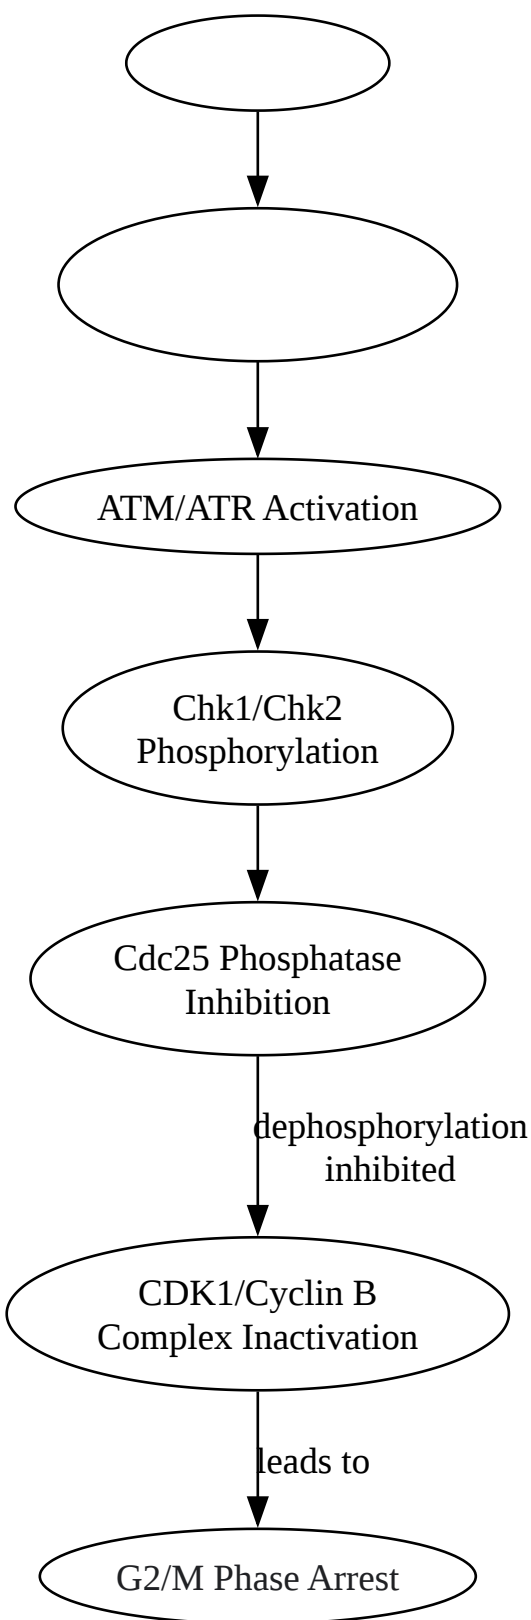 ATM/ATR Activation
Chk1/Chk2
Phosphorylation
Cdc25 Phosphatase
Inhibition
dephosphorylation
inhibited
CDK1/Cyclin B
Complex Inactivation
leads to
G2/M Phase Arrest